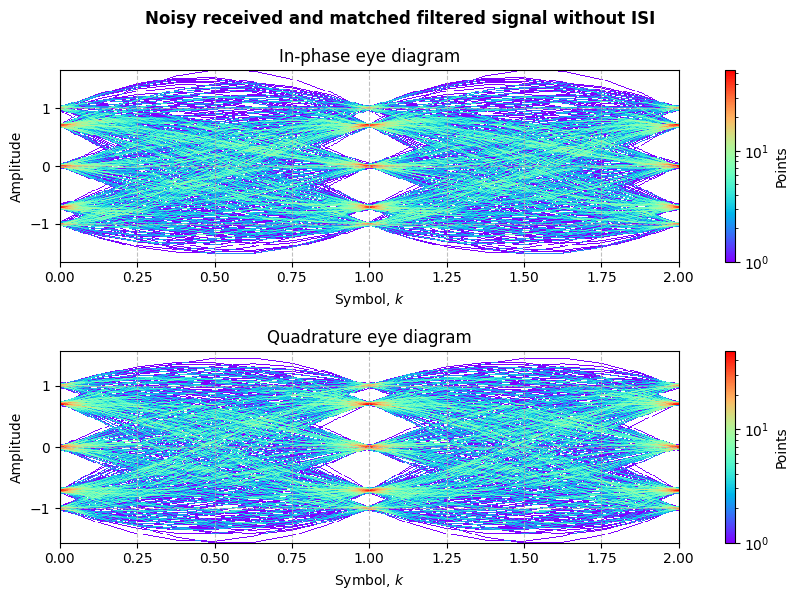 Noisy received and matched filtered signal without ISI
In-phase eye diagram
Amplitude
1
0
−1
0.00 0.25 0.50 0.75 1.00 1.25 1.50 1.75 2.00
Symbol, k
10¹
10⁰
Points
Quadrature eye diagram
Amplitude
1
0
−1
0.00 0.25 0.50 0.75 1.00 1.25 1.50 1.75 2.00
Symbol, k
10¹
10⁰
Points